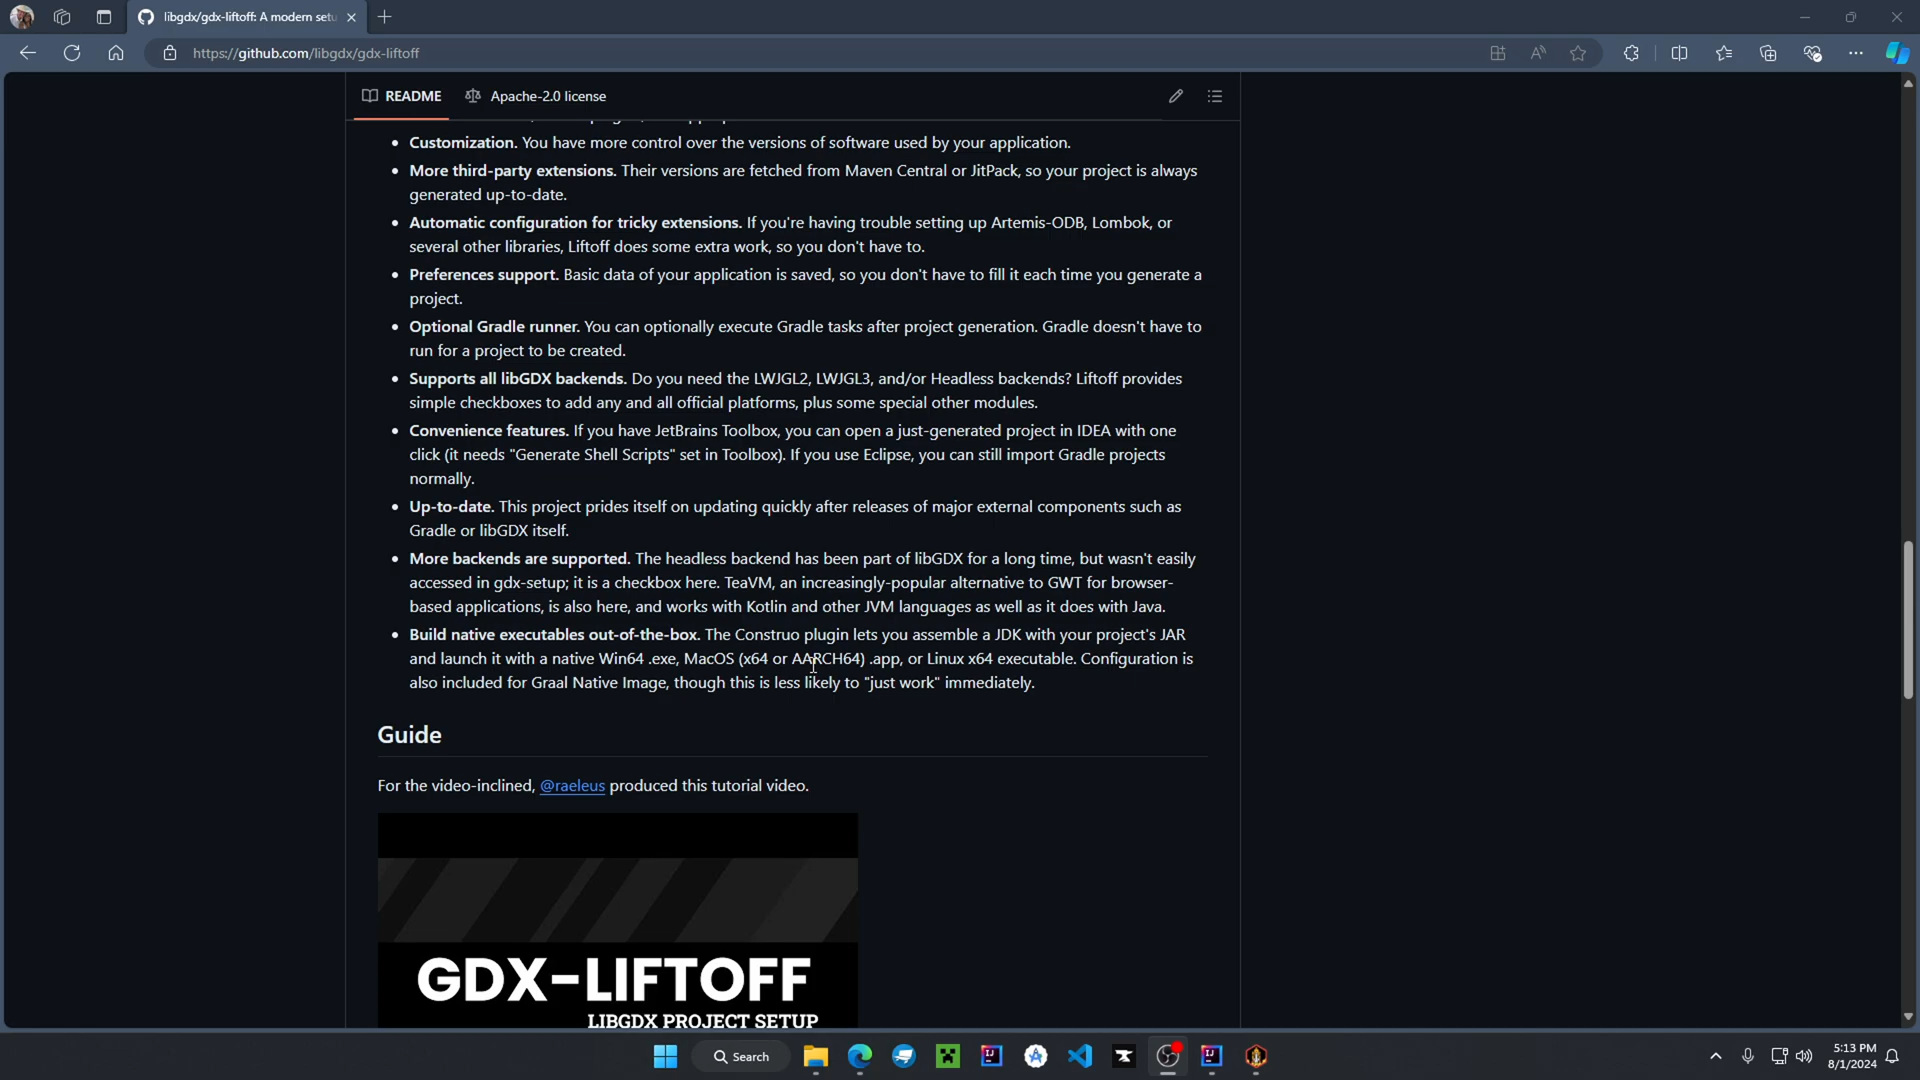 libgdx/gdx-liftoff: A modern setu
https://github.com/libgdx/gdx-liftoff
README
Apache-2.0 license
• Customization. You have more control over the versions of software used by your application.
• More third-party extensions. Their versions are fetched from Maven Central or JitPack, so your project is always
generated up-to-date.
• Automatic configuration for tricky extensions. If you're having trouble setting up Artemis-ODB, Lombok, or
several other libraries, Liftoff does some extra work, so you don't have to.
• Preferences support. Basic data of your application is saved, so you don't have to fill it each time you generate a
project.
• Optional Gradle runner. You can optionally execute Gradle tasks after project generation. Gradle doesn't have to
run for a project to be created.
• Supports all libGDX backends. Do you need the LWJGL2, LWJGL3, and/or Headless backends? Liftoff provides
simple checkboxes to add any and all official platforms, plus some special other modules.
• Convenience features. If you have JetBrains Toolbox, you can open a just-generated project in IDEA with one
click (it needs "Generate Shell Scripts" set in Toolbox). If you use Eclipse, you can still import Gradle projects
normally.
• Up-to-date. This project prides itself on updating quickly after releases of major external components such as
Gradle or libGDX itself.
• More backends are supported. The headless backend has been part of libGDX for a long time, but wasn't easily
accessed in gdx-setup; it is a checkbox here. TeaVM, an increasingly-popular alternative to GWT for browser-
based applications, is also here, and works with Kotlin and other JVM languages as well as it does with Java.
• Build native executables out-of-the-box. The Construo plugin lets you assemble a JDK with your project's JAR
and launch it with a native Win64 .exe, MacOS (x64 or AARCH64) .app, or Linux x64 executable. Configuration is
also included for Graal Native Image, though this is less likely to "just work" immediately.
Guide
For the video-inclined, @raeleus produced this tutorial video.
GDX-LIFTOFF
LIBGDX PROJECT SETUP
Search
5:13 PM
8/1/2024